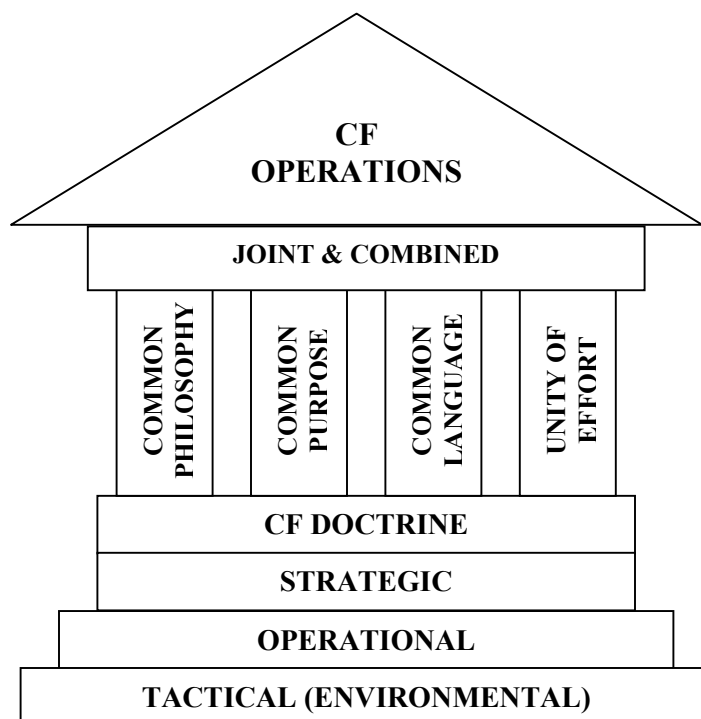 CF
OPERATIONS
JOINT & COMBINED
COMMON
PHILOSOPHY
COMMON
PURPOSE
COMMON
LANGUAGE
UNITY OF
EFFORT
CF DOCTRINE
STRATEGIC
OPERATIONAL
TACTICAL (ENVIRONMENTAL)